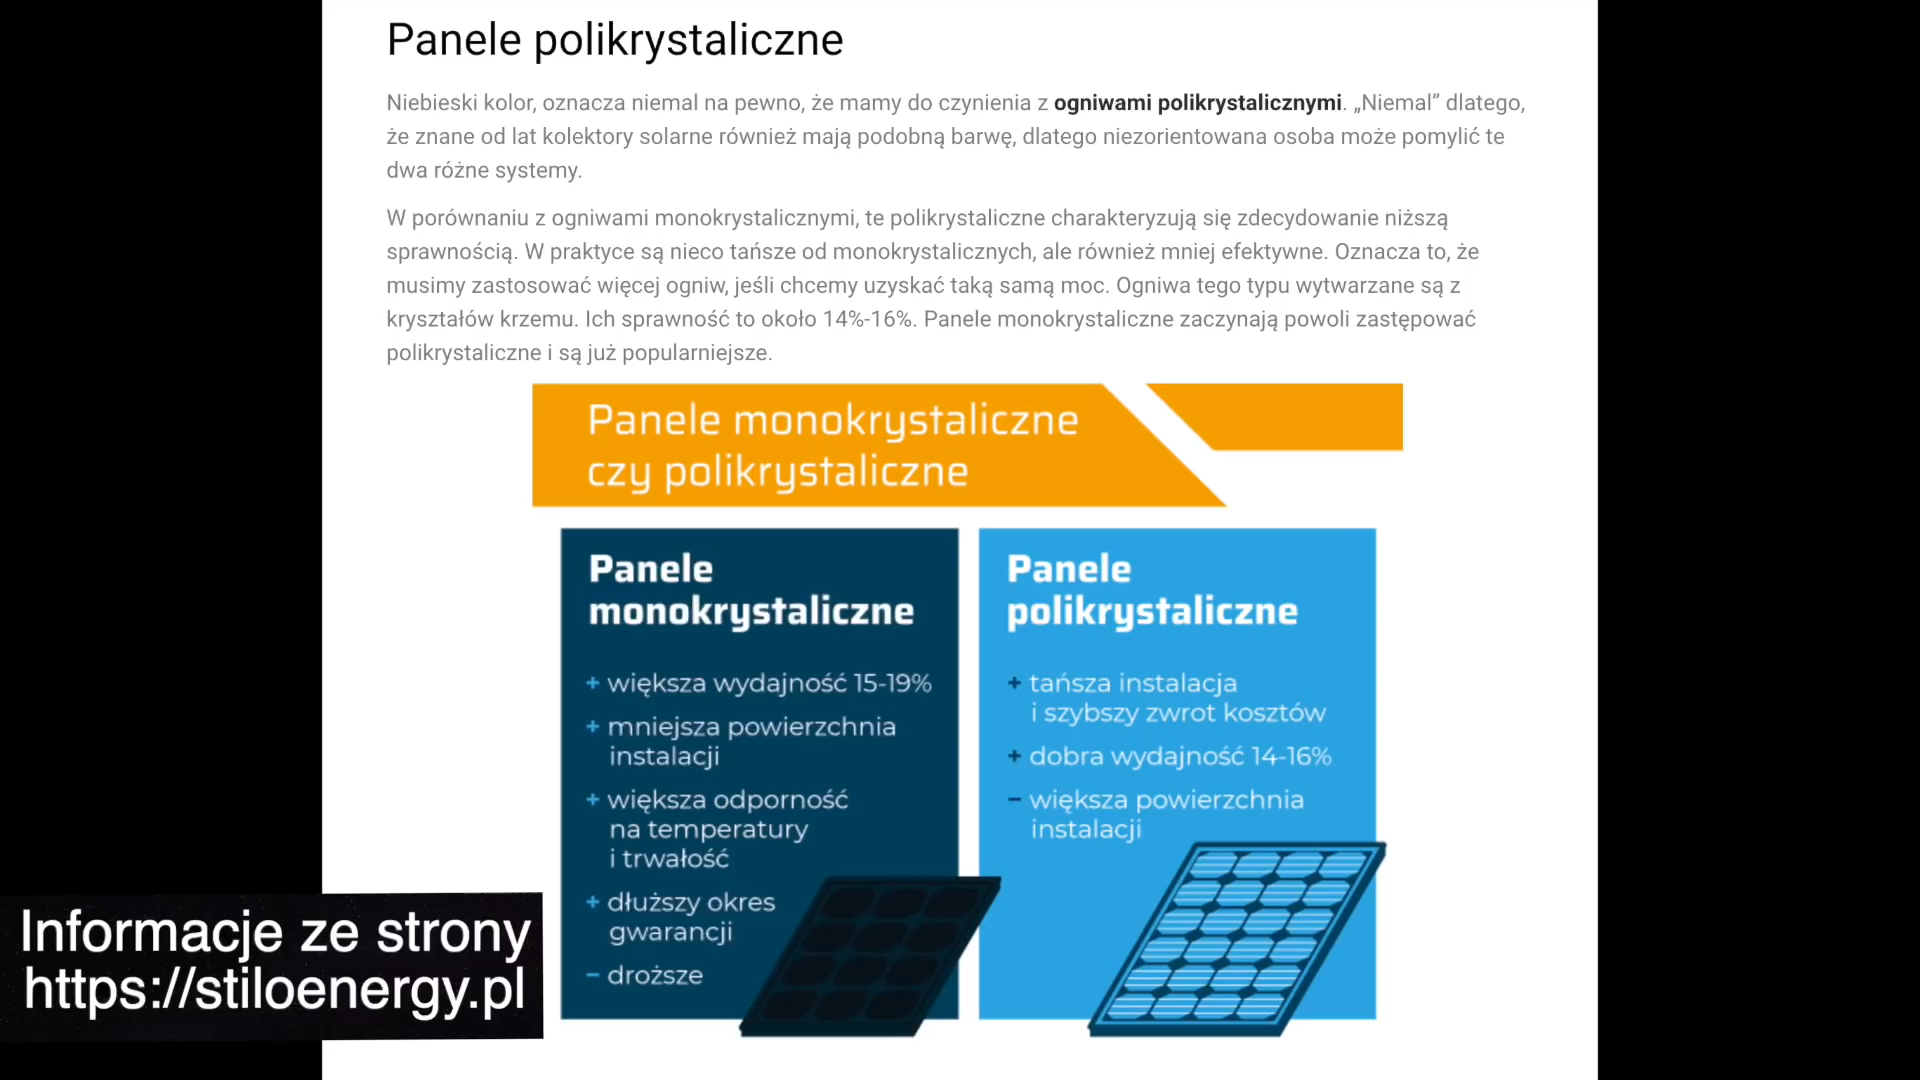 Panele polikrystaliczne
Niebieski kolor, oznacza niemal na pewno, że mamy do czynienia z ogniwami polikrystalicznymi. „Niemal” dlatego,
że znane od lat kolektory solarne również mają podobną barwę, dlatego niezorientowana osoba może pomylić te
dwa różne systemy.
W porównaniu z ogniwami monokrystalicznymi, te polikrystaliczne charakteryzują się zdecydowanie niższą
sprawnością. W praktyce są nieco tańsze od monokrystalicznych, ale również mniej efektywne. Oznacza to, że
musimy zastosować więcej ogniw, jeśli chcemy uzyskać taką samą moc. Ogniwa tego typu wytwarzane są z
kryształów krzemu. Ich sprawność to około 14%-16%. Panele monokrystaliczne zaczynają powoli zastępować
polikrystaliczne i są już popularniejsze.
Panele monokrystaliczne
czy polikrystaliczne
Panele
monokrystaliczne
+ większa wydajność 15-19%
+ mniejsza powierzchnia
instalacji
+ większa odporność
na temperatury
i trwałość
+ dłuższy okres
gwarancji
− droższe
Panele
polikrystaliczne
+ tańsza instalacja
i szybszy zwrot kosztów
+ dobra wydajność 14-16%
− większa powierzchnia
instalacji
Informacje ze strony
https://stiloenergy.pl